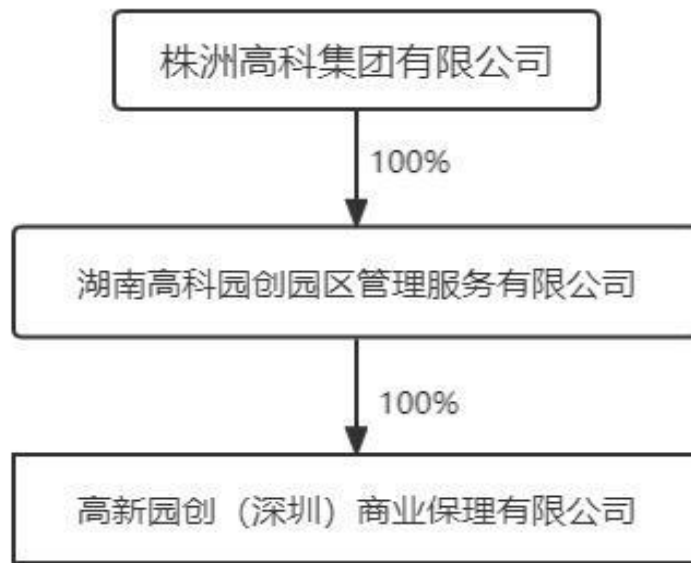 株洲高科集团有限公司
100%
湖南高科园创园区管理服务有限公司
100%
高新园创（深圳）商业保理有限公司